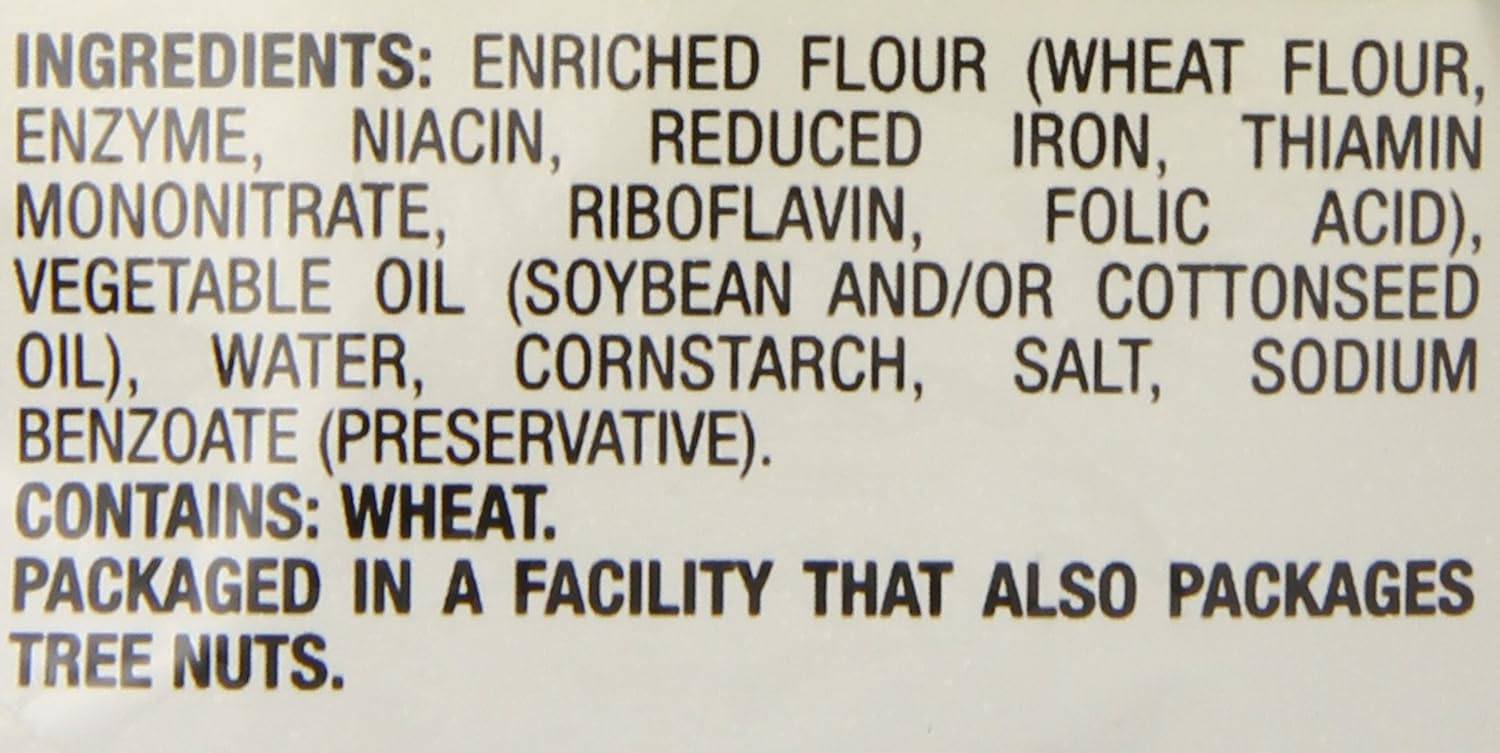 INGREDIENTS: ENRICHED FLOUR (WHEAT FLOUR,
ENZYME, NIACIN, REDUCED IRON, THIAMIN
MONONITRATE, RIBOFLAVIN, FOLIC ACID),
VEGETABLE OIL (SOYBEAN AND/OR COTTONSEED
OIL), WATER, CORNSTARCH, SALT, SODIUM
BENZOATE (PRESERVATIVE).
CONTAINS: WHEAT.
PACKAGED IN A FACILITY THAT ALSO PACKAGES
TREE NUTS.